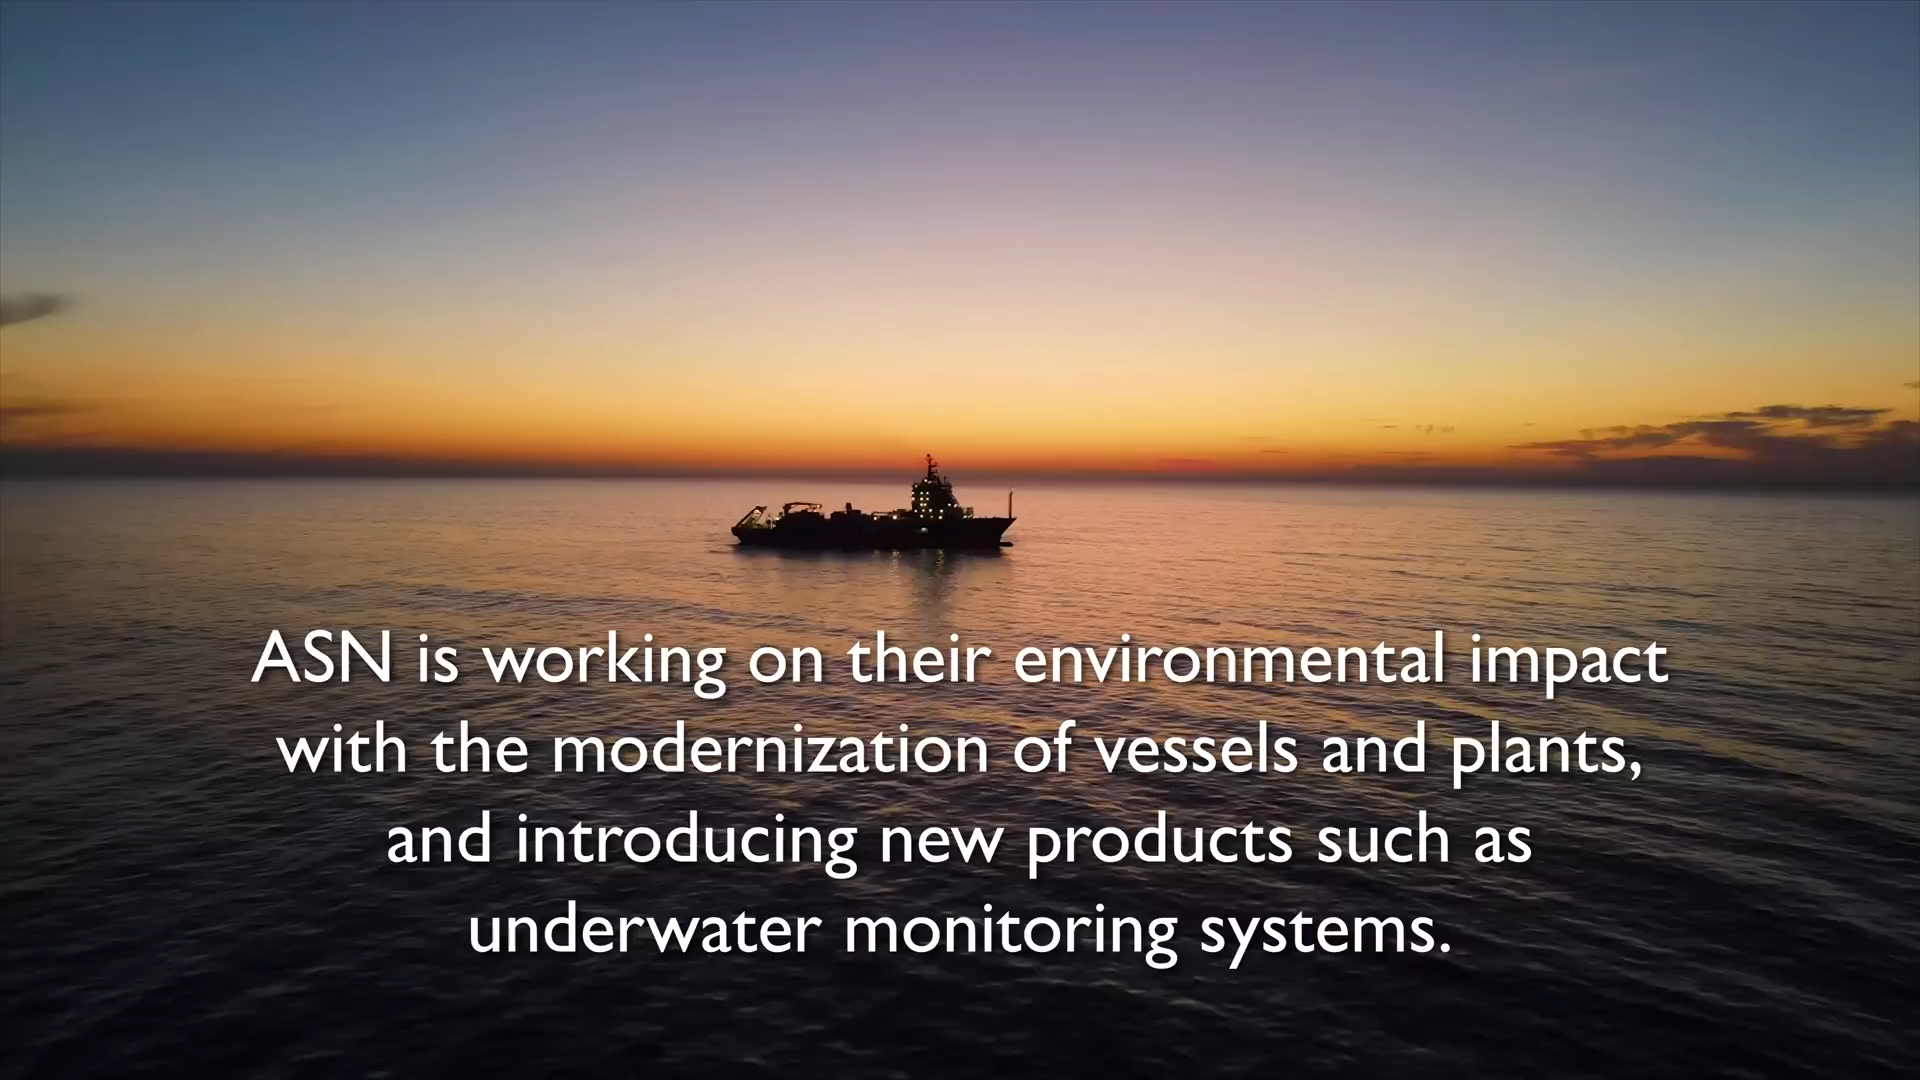 ASN is working on their environmental impact
with the modernization of vessels and plants,
and introducing new products such as
underwater monitoring systems.